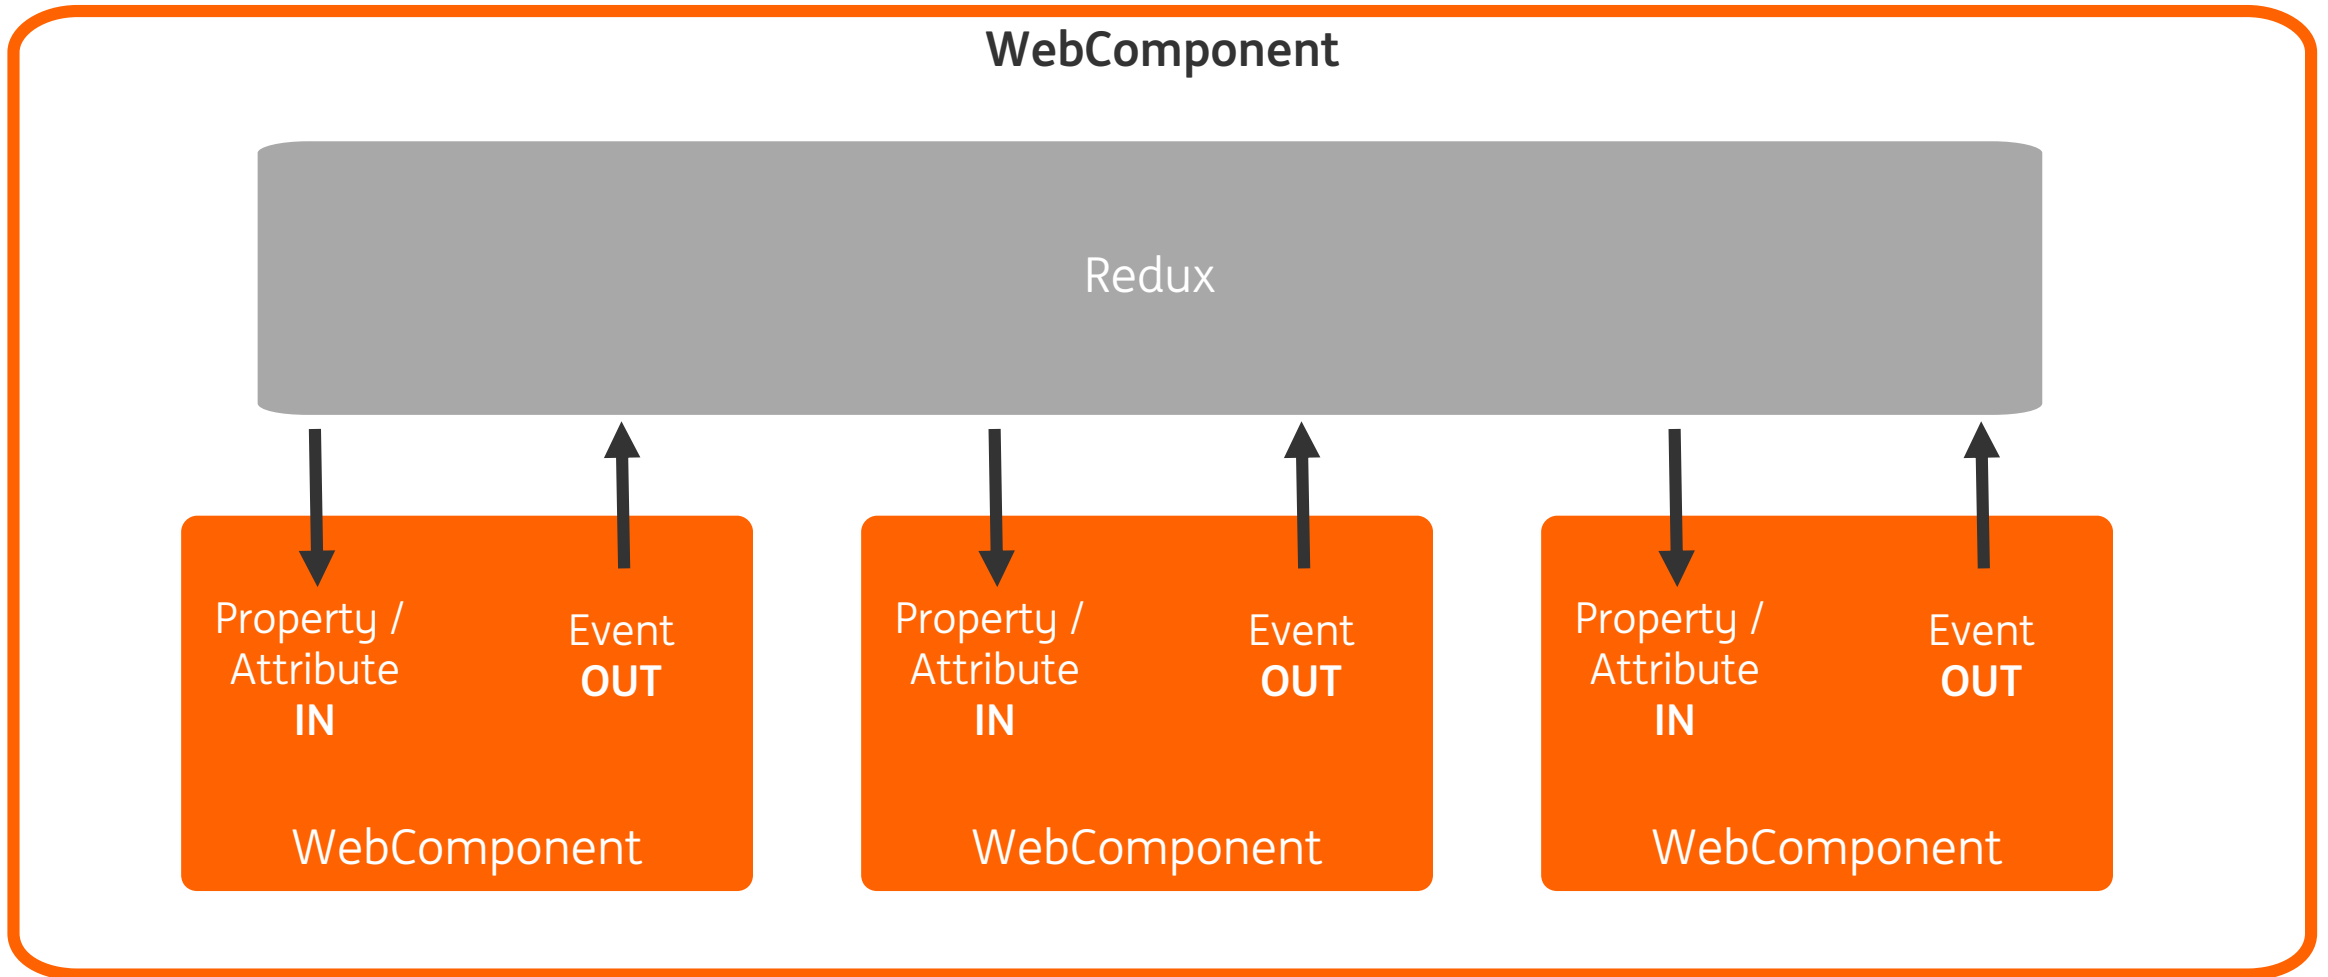 WebComponent
Redux
Property /
Attribute
IN
Event
OUT
WebComponent
Property /
Attribute
IN
Event
OUT
WebComponent
Property /
Attribute
IN
Event
OUT
WebComponent